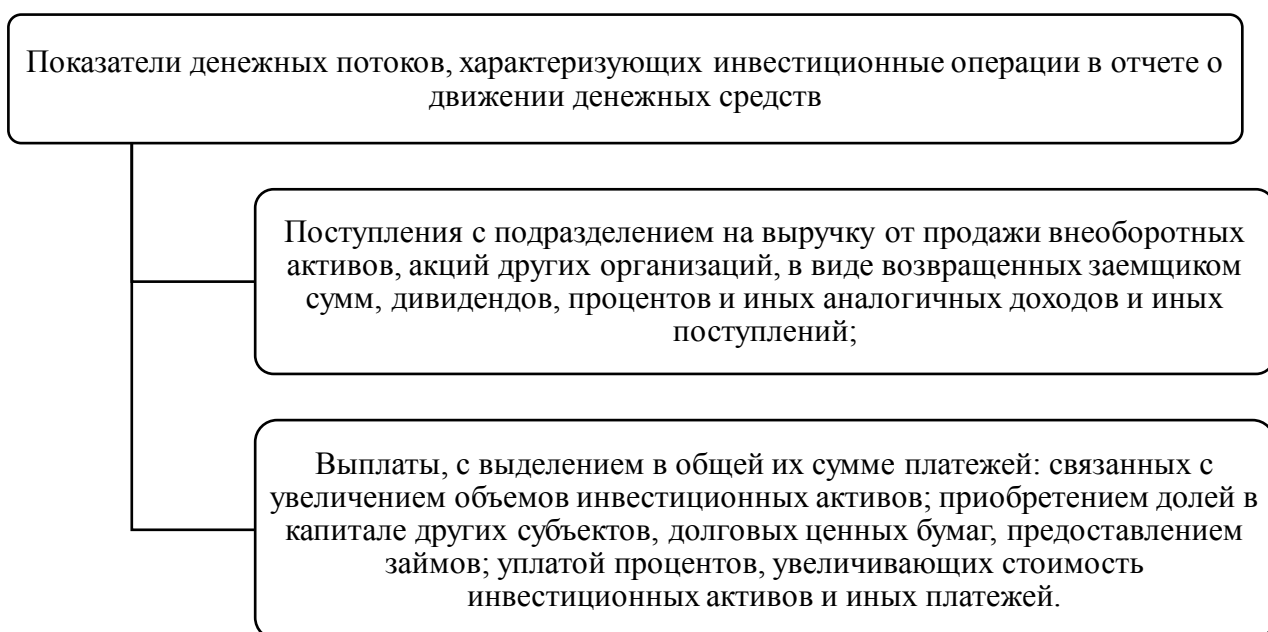 Показатели денежных потоков, характеризующих инвестиционные операции в отчете о
движении денежных средств
Поступления с подразделением на выручку от продажи внеоборотных
активов, акций других организаций, в виде возвращенных заемщиком
сумм, дивидендов, процентов и иных аналогичных доходов и иных
поступлений;
Выплаты, с выделением в общей их сумме платежей: связанных с
увеличением объемов инвестиционных активов; приобретением долей в
капитале других субъектов, долговых ценных бумаг, предоставлением
займов; уплатой процентов, увеличивающих стоимость
инвестиционных активов и иных платежей.